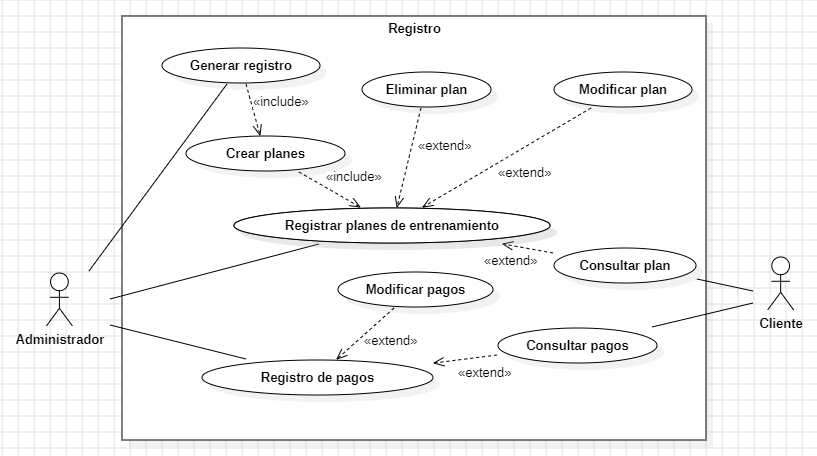 Registro
Generar registro
Eliminar plan
Modificar plan
«include»
«extend»
Crear planes
«include»
«extend»
Registrar planes de entrenamiento
«extend»
Consultar plan
Modificar pagos
Administrador
Cliente
«extend»
Consultar pagos
«extend»
Registro de pagos